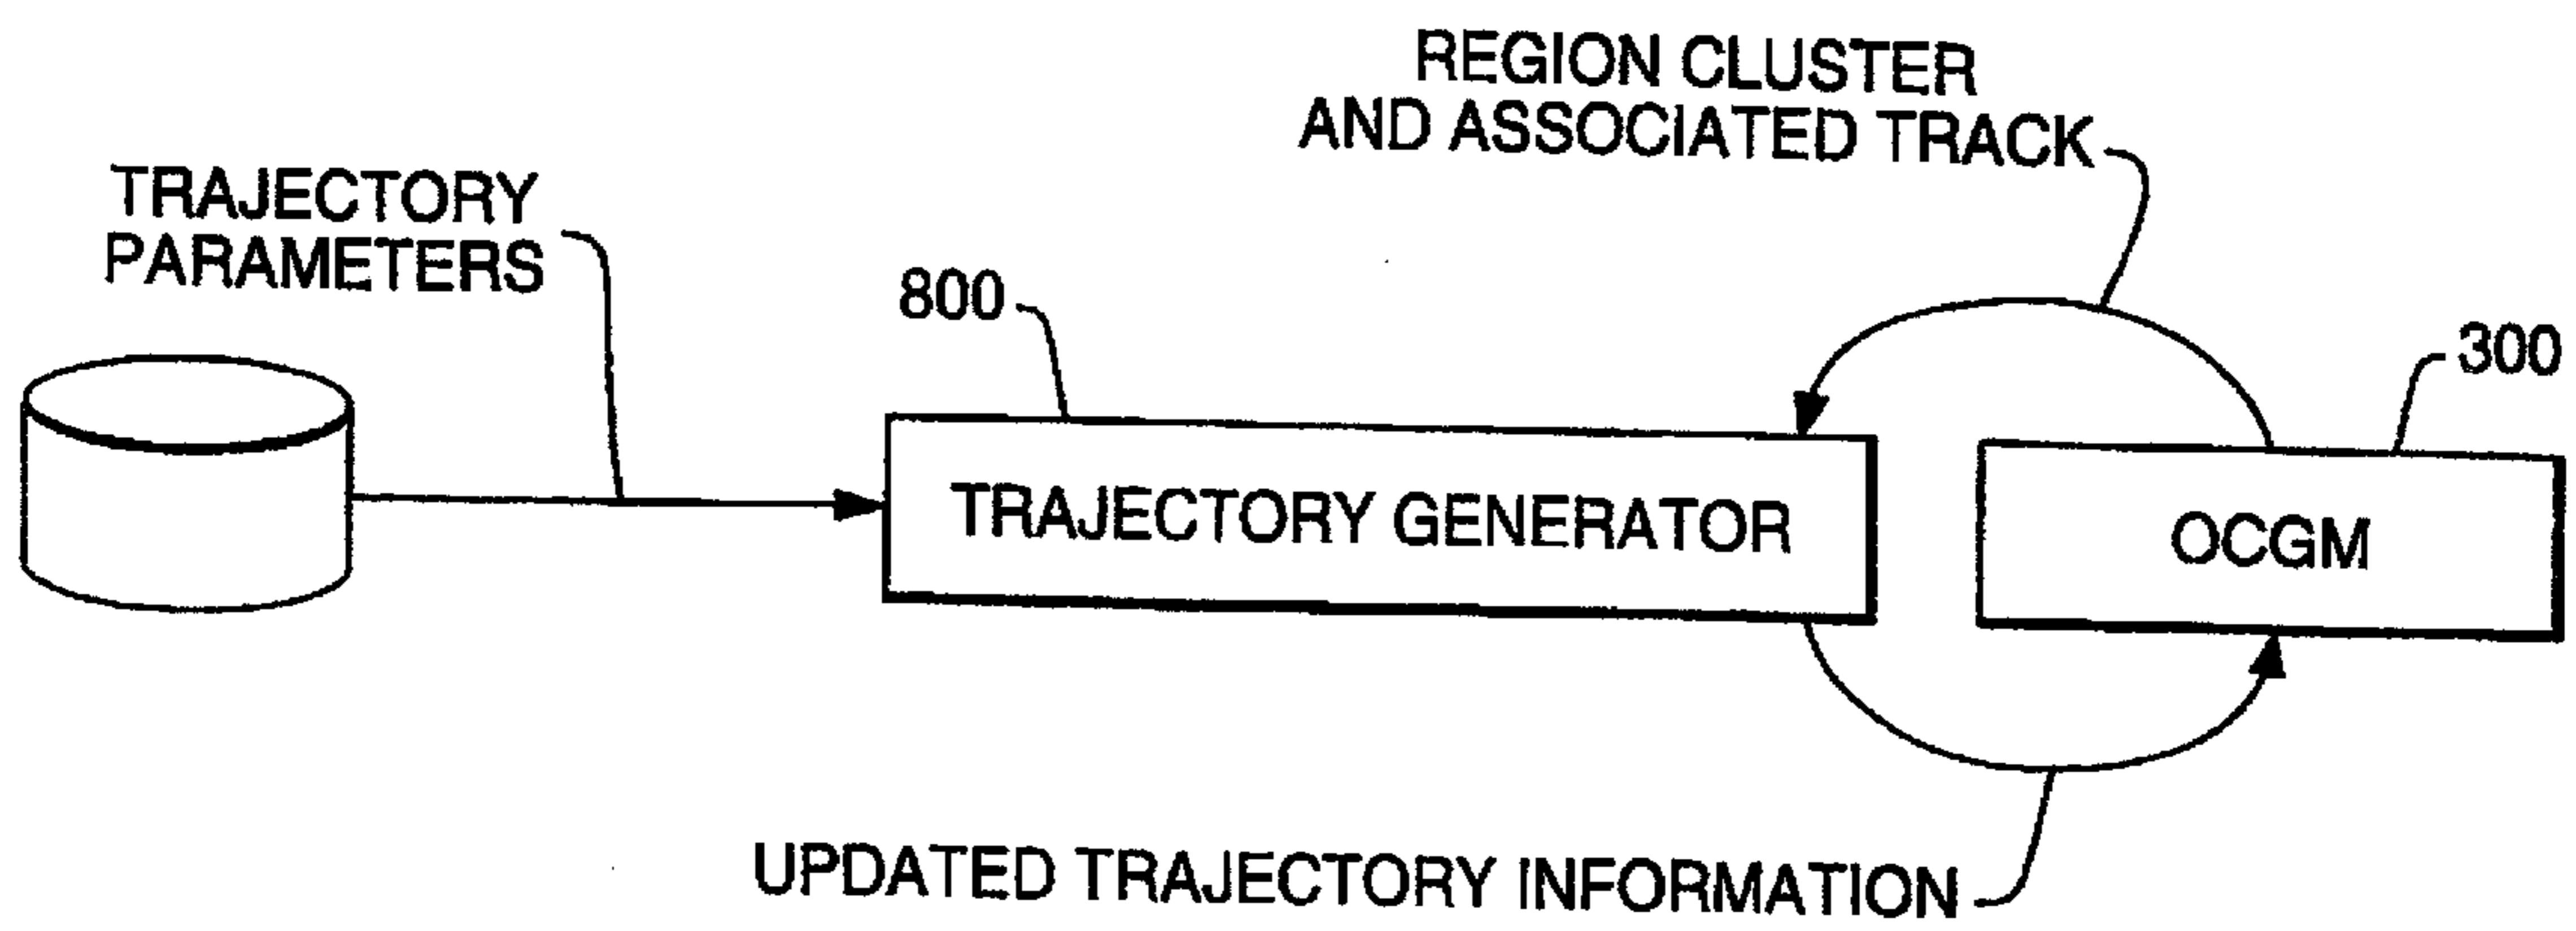 REGION CLUSTER
AND ASSOCIATED TRACK
TRAJECTORY
PARAMETERS
800
300
TRAJECTORY GENERATOR
OCGM
UPDATED TRAJECTORY INFORMATION